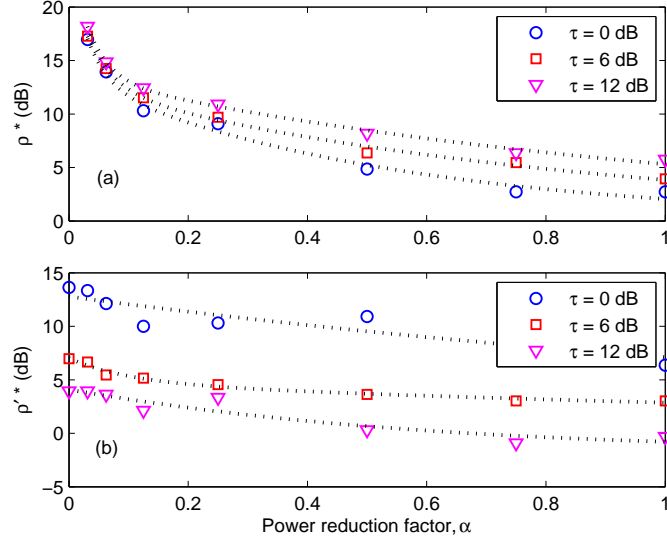 20
15
10
5
0
ρ * (dB)
(a)
τ = 0 dB
τ = 6 dB
τ = 12 dB
0 0.2 0.4 0.6 0.8 1
15
10
5
0
−5
ρ′ * (dB)
(b)
τ = 0 dB
τ = 6 dB
τ = 12 dB
0 0.2 0.4 0.6 0.8 1
Power reduction factor, α